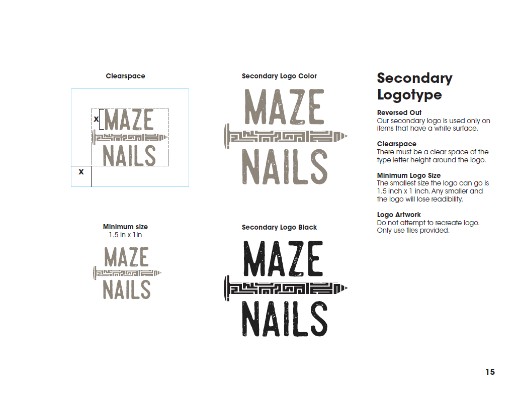 Clearspace
X
MAZE
NAILS
X
Secondary Logo Color
MAZE
NAILS
Minimum size
1.5 in x 1in
MAZE
NAILS
Secondary Logo Black
MAZE
NAILS
Secondary
Logotype
Reversed Out
Our secondary logo is used only on
items that have a while surface.
Clearspace
There must be a clear space of the
type letter height around the logo.
Minimum Logo Size
The smallest size the logo can go is
1.5 inch x 1 inch. Any smaller and
the logo will lose readibility.
Logo Artwork
Do not attempt to recreate logo.
Only use files provided.
15